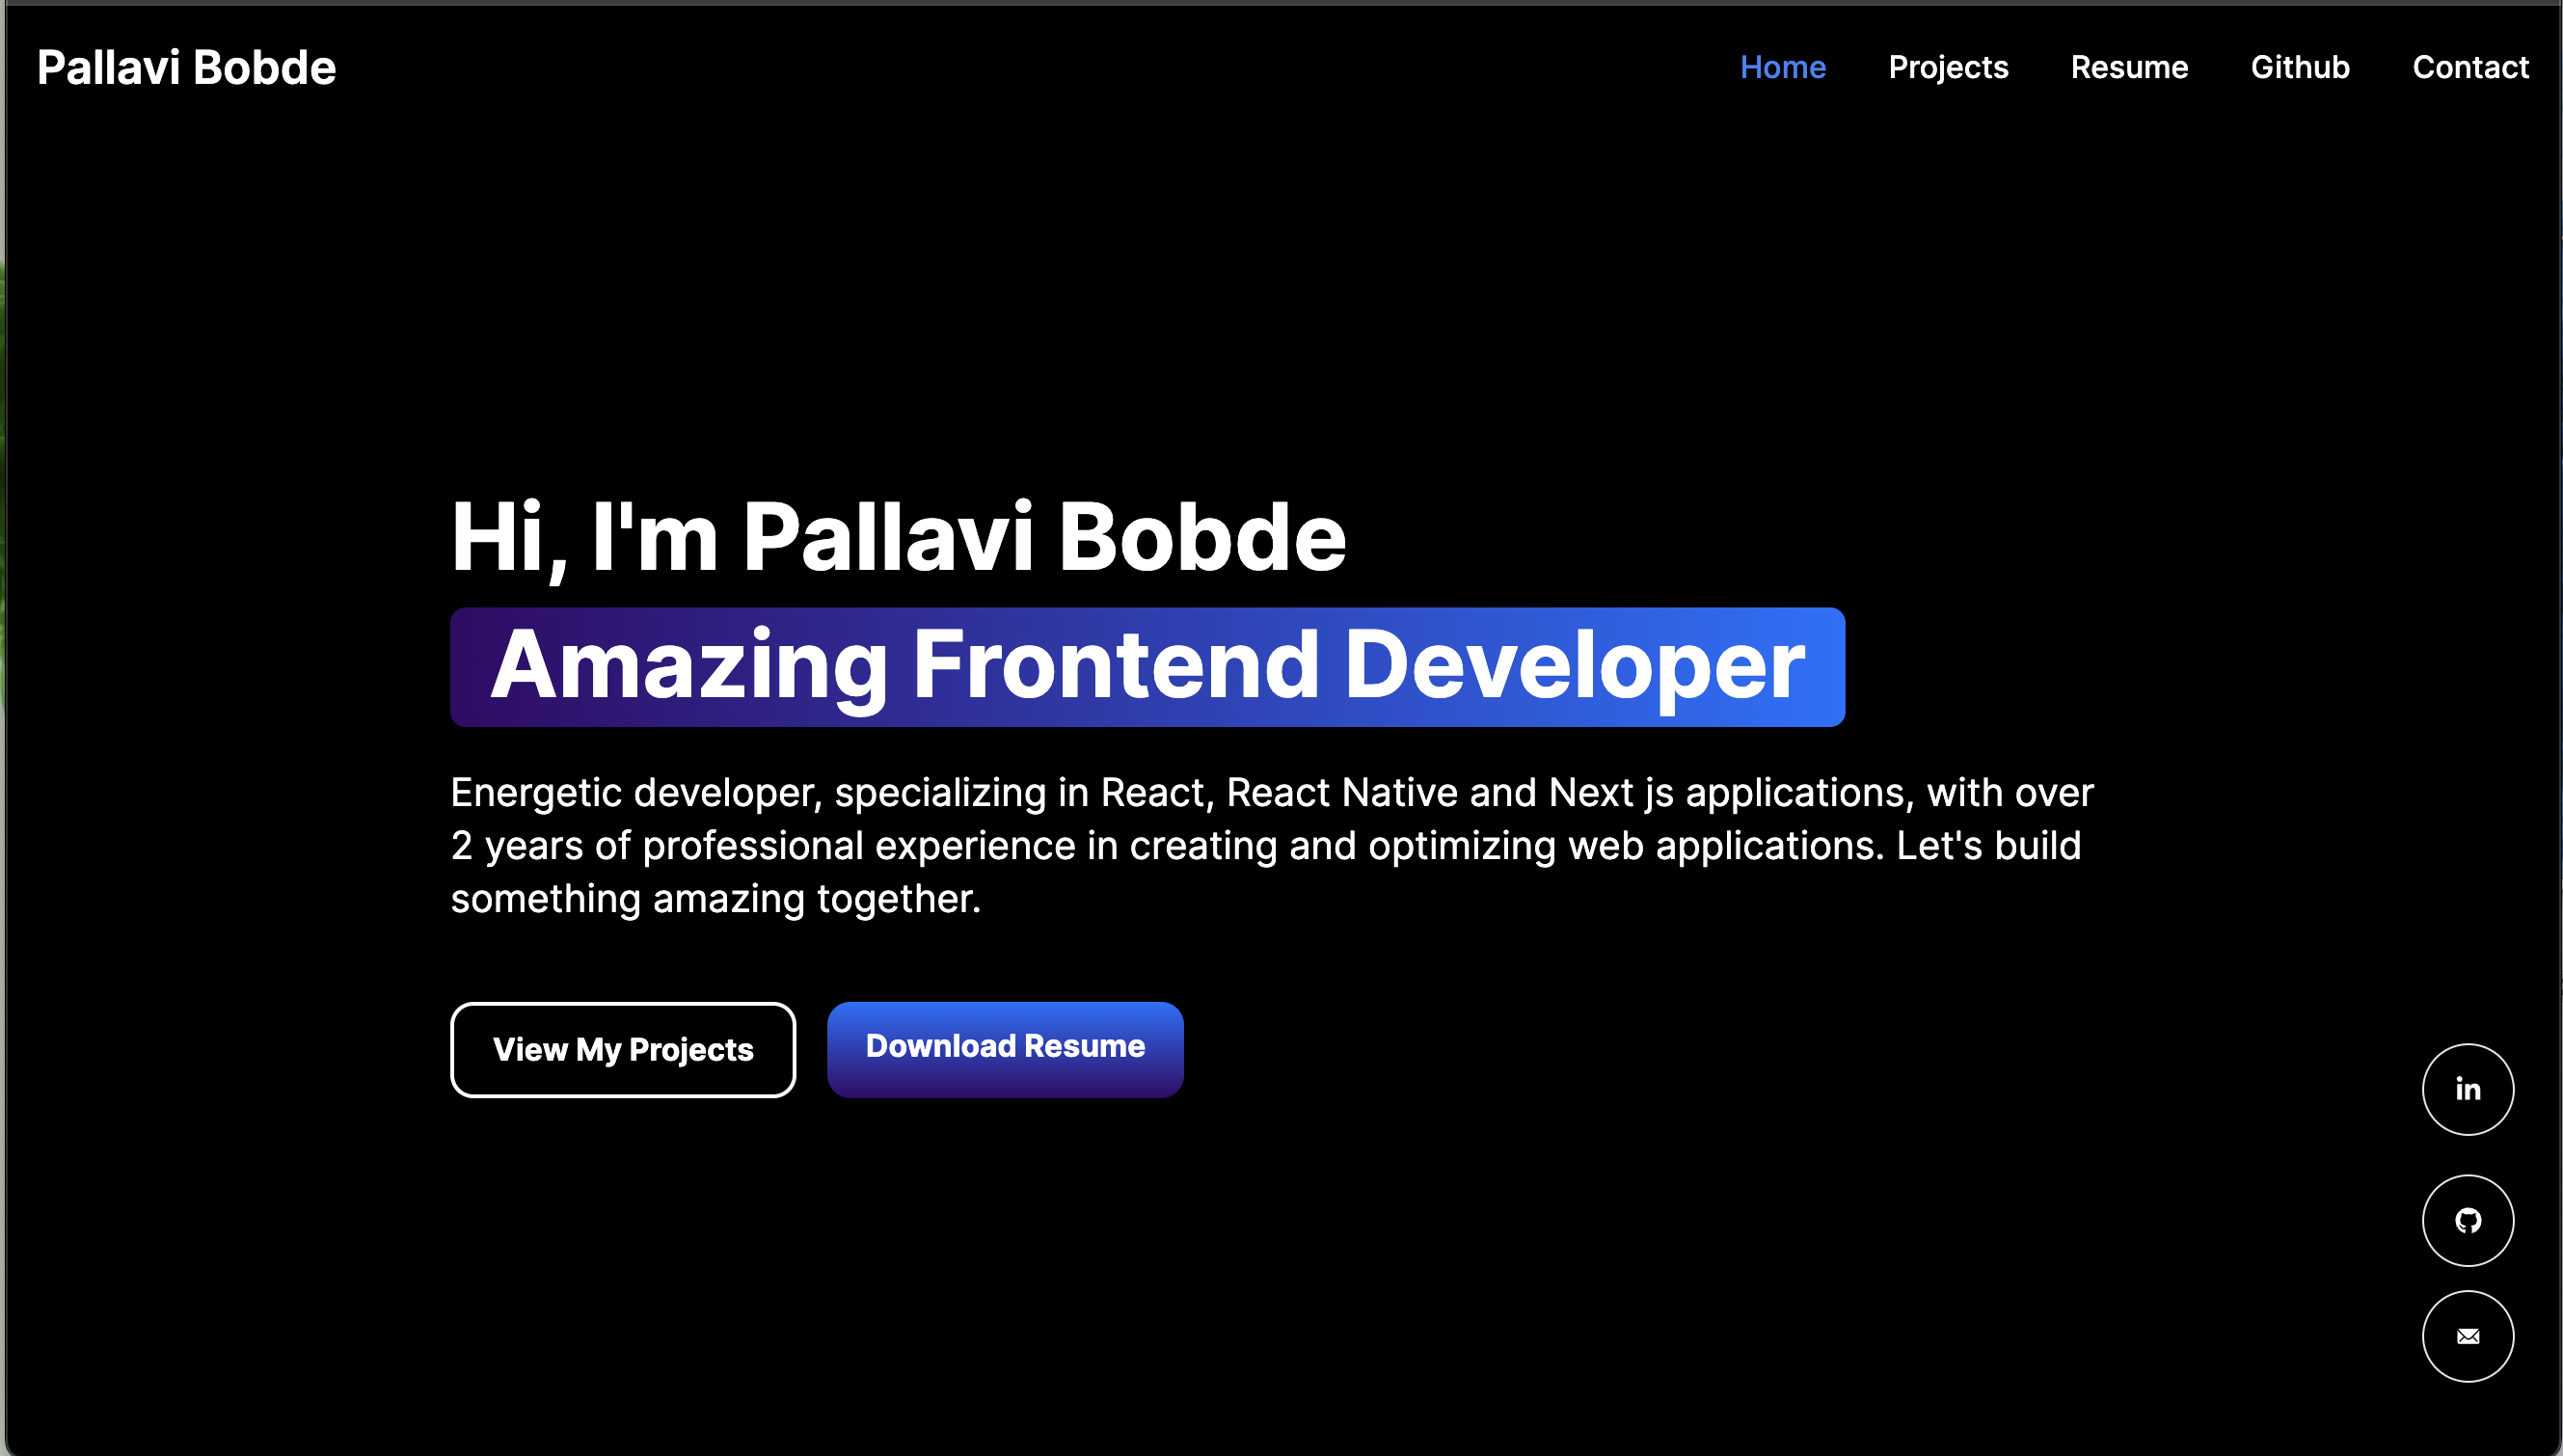 Pallavi Bobde
Home Projects Resume Github Contact
Hi, I'm Pallavi Bobde
Amazing Frontend Developer
Energetic developer, specializing in React, React Native and Next js applications, with over
2 years of professional experience in creating and optimizing web applications. Let's build
something amazing together.
View My Projects
Download Resume
in